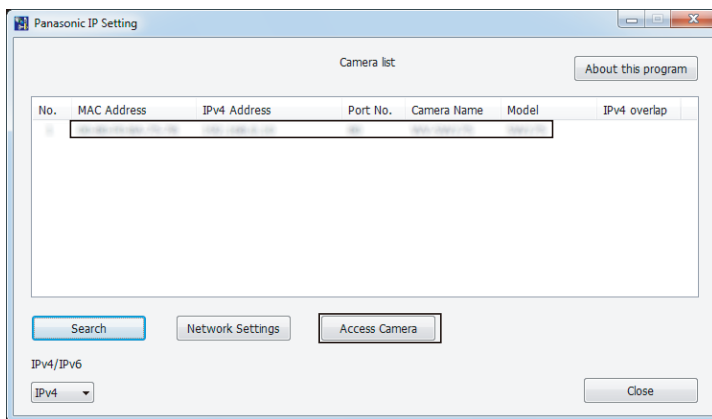 Panasonic IP Setting
Camera list
About this program
No. MAC Address IPv4 Address Port No. Camera Name Model IPv4 overlap
Search Network Settings Access Camera
IPv4/IPv6
IPv4 Close